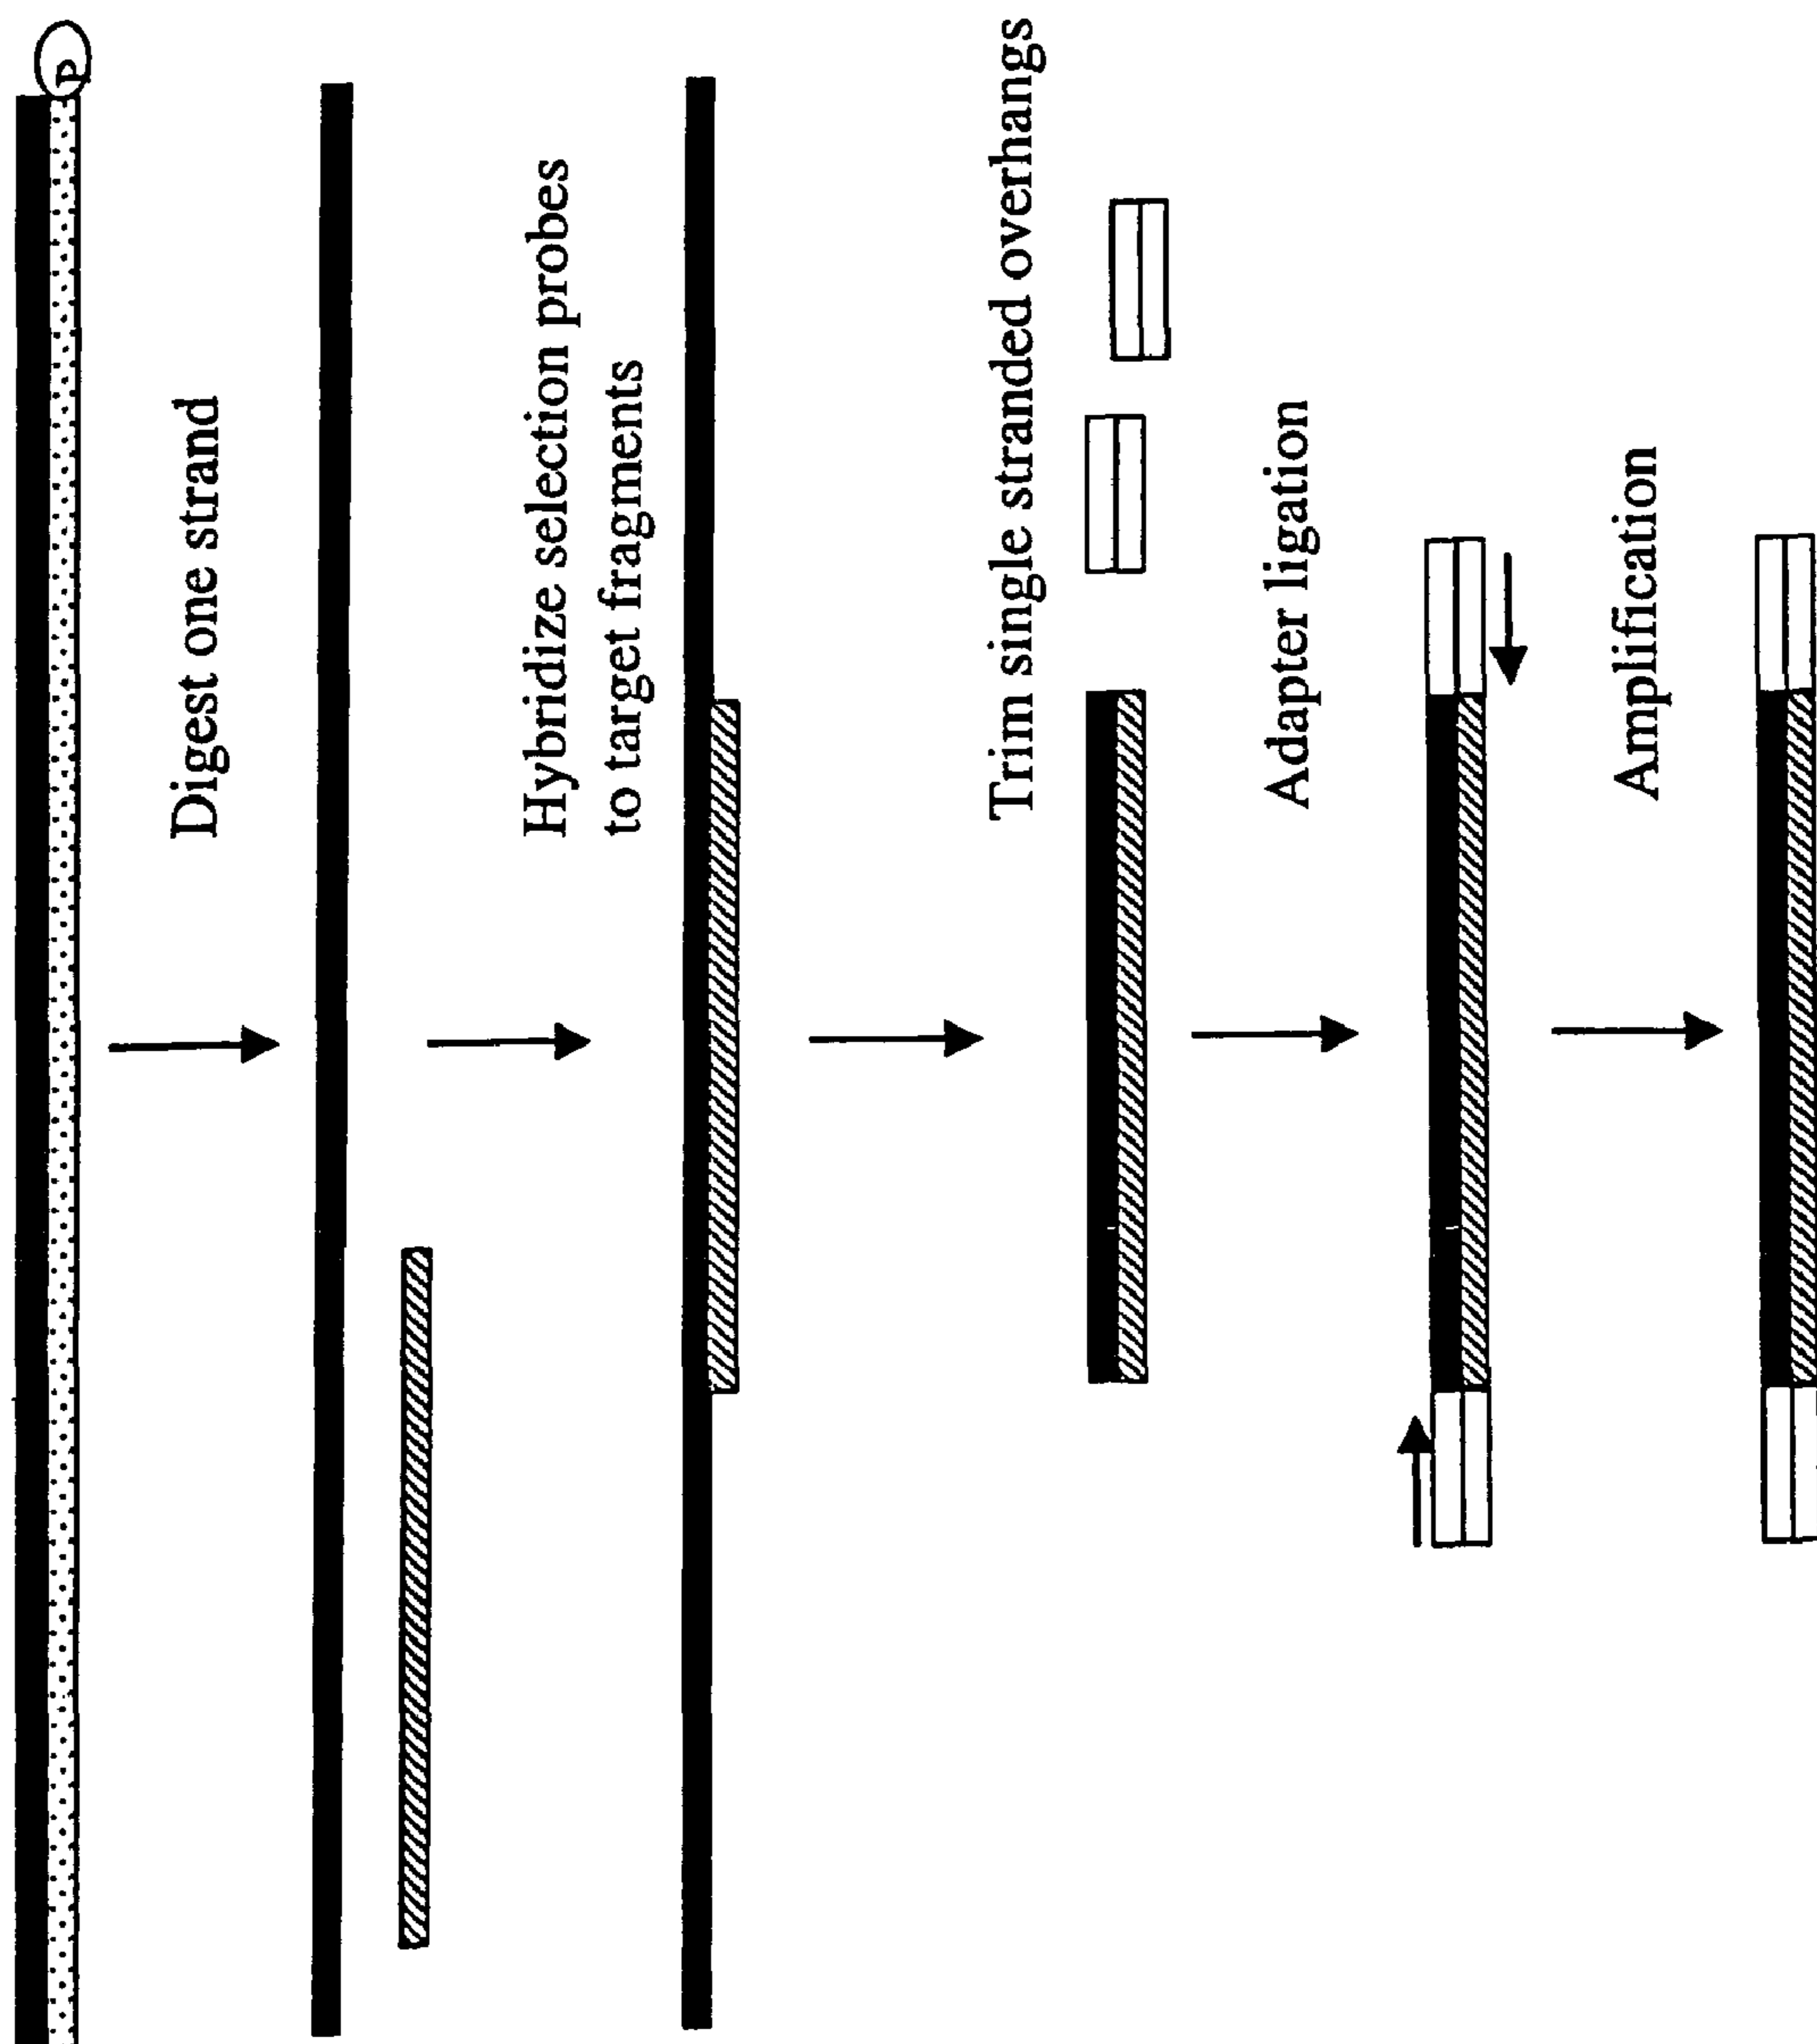 P
Digest one strand
Hybridize selection probes
to target fragments
Trim single stranded overhangs
Adapter ligation
Amplification